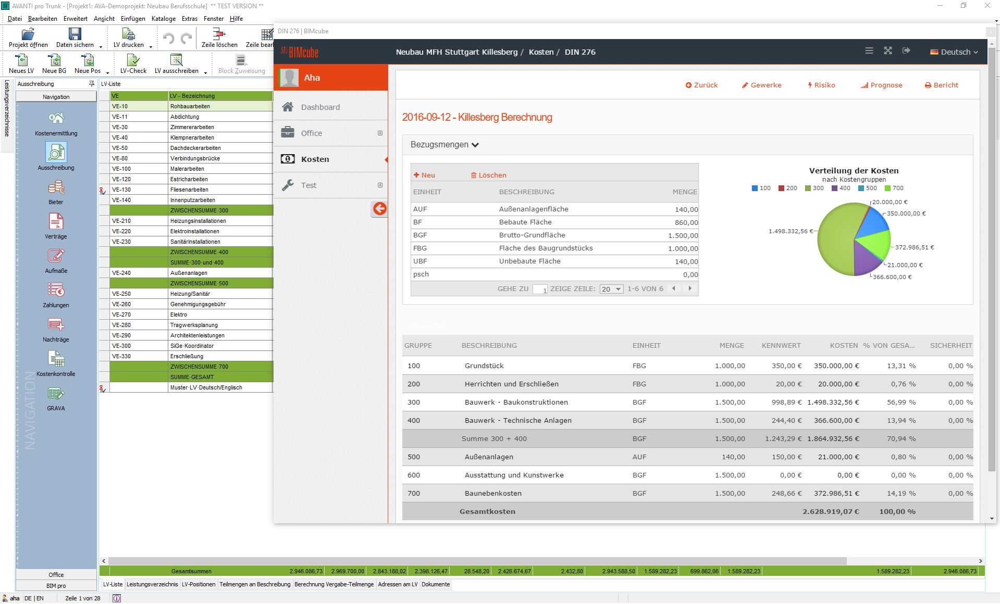 AVANTI pro Trunk - [Projekt1: AVA-Demoprojekt: Neubau Berufsschule] ** TEST VERSION **
Datei Bearbeiten Erweitert Ansicht Einfügen Kataloge Extras Fenster Hilfe
Projekt öffnen Daten sichern LV drucken Zeile löschen
Neues LV Neue BG Neue Pos LV-Check LV ausschreiben Block Zuweisung
Leistungsverzeichnisse
Ausschreibung
Navigation
Kostenermittlung
Ausschreibung
Bieter
Verträge
Aufmaße
Zahlungen
Nachträge
Kostenkontrolle
GRAVA
NAVIGATION
Office
BIM pro
LV-Liste
VE LV - Bezeichnung
VE-10 Rohbauarbeiten
VE-11 Abdichtung
VE-30 Zimmererarbeiten
VE-40 Klempnerarbeiten
VE-50 Dachdeckerarbeiten
VE-80 Verbindungsbrücke
VE-100 Malerarbeiten
VE-120 Estricharbeiten
VE-130 Fliesenarbeiten
VE-140 Innenputzarbeiten
ZWISCHENSUMME·300
VE-210 Heizungsinstallationen
VE-220 Elektroinstallationen
VE-230 Sanitärinstallationen
ZWISCHENSUMME·400
SUMME·300·und·400
VE-240 Außenanlagen
ZWISCHENSUMME·500
VE-250 Heizung/Sanitär
VE-260 Genehmigungsgebühr
VE-270 Elektro
VE-280 Tragwerksplanung
VE-290 Architektenleistungen
VE-300 SiGe·Koordinator
VE-330 Erschließung
ZWISCHENSUMME·700
SUMME·GESAMT
Muster·LV·Deutsch/Englisch
DIN 276 | BIMcube
ST BIMcube
Neubau MFH Stuttgart Killesberg / Kosten / DIN 276
Deutsch
Aha
Dashboard
Office
Kosten
Test
Zurück Gewerke Risiko Prognose Bericht
2016-09-12 - Killesberg Berechnung
Bezugsmengen
Neu Löschen
EINHEIT BESCHREIBUNG MENGE
AUF Außenanlagenfläche 140,00
BF Bebaute Fläche 860,00
BGF Brutto-Grundfläche 1.500,00
FBG Fläche des Baugrundstücks 1.000,00
UBF Unbebaute Fläche 140,00
psch 0,00
GEHE ZU 1 ZEIGE ZEILE: 20 1-6 VON 6
Verteilung der Kosten
nach Kostengruppen
100 200 300 400 500 700
20.000,00 €
350.000,00 €
1.498.332,56 €
372.986,51 €
21.000,00 €
366.600,00 €
Übersicht
GRUPPE BESCHREIBUNG EINHEIT MENGE KENNWERT KOSTEN % VON GESA... SICHERHEIT
100 Grundstück FBG 1.000,00 350,00 € 350.000,00 € 13,31 % 0,00 %
200 Herrichten und Erschließen FBG 1.000,00 20,00 € 20.000,00 € 0,76 % 0,00 %
300 Bauwerk - Baukonstruktionen BGF 1.500,00 998,89 € 1.498.332,56 € 56,99 % 0,00 %
400 Bauwerk - Technische Anlagen BGF 1.500,00 244,40 € 366.600,00 € 13,94 % 0,00 %
Summe 300 + 400 BGF 1.500,00 1.243,29 € 1.864.932,56 € 70,94 %
500 Außenanlagen AUF 140,00 150,00 € 21.000,00 € 0,80 % 0,00 %
600 Ausstattung und Kunstwerke BGF 1.500,00 0,00 € 0,00 € 0,00 % 0,00 %
700 Baunebenkosten BGF 1.500,00 248,66 € 372.986,51 € 14,19 % 0,00 %
Gesamtkosten 2.628.919,07 € 100,00 %
Gesamtsummen 2.946.086,73 2.969.700,00 2.843.188,02 2.398.126,47 28.548,20 2.426.674,67 2.432,80 2.943.588,50 1.589.282,23 699.862,06 1.589.282,23 1.589.282,23 2.946.086,73
LV-Liste Leistungsverzeichnis LV-Positionen Teilmengen an Beschreibung Berechnung Vergabe-Teilmenge Adressen am LV Dokumente
aha DE | EN Zeile 1 von 28